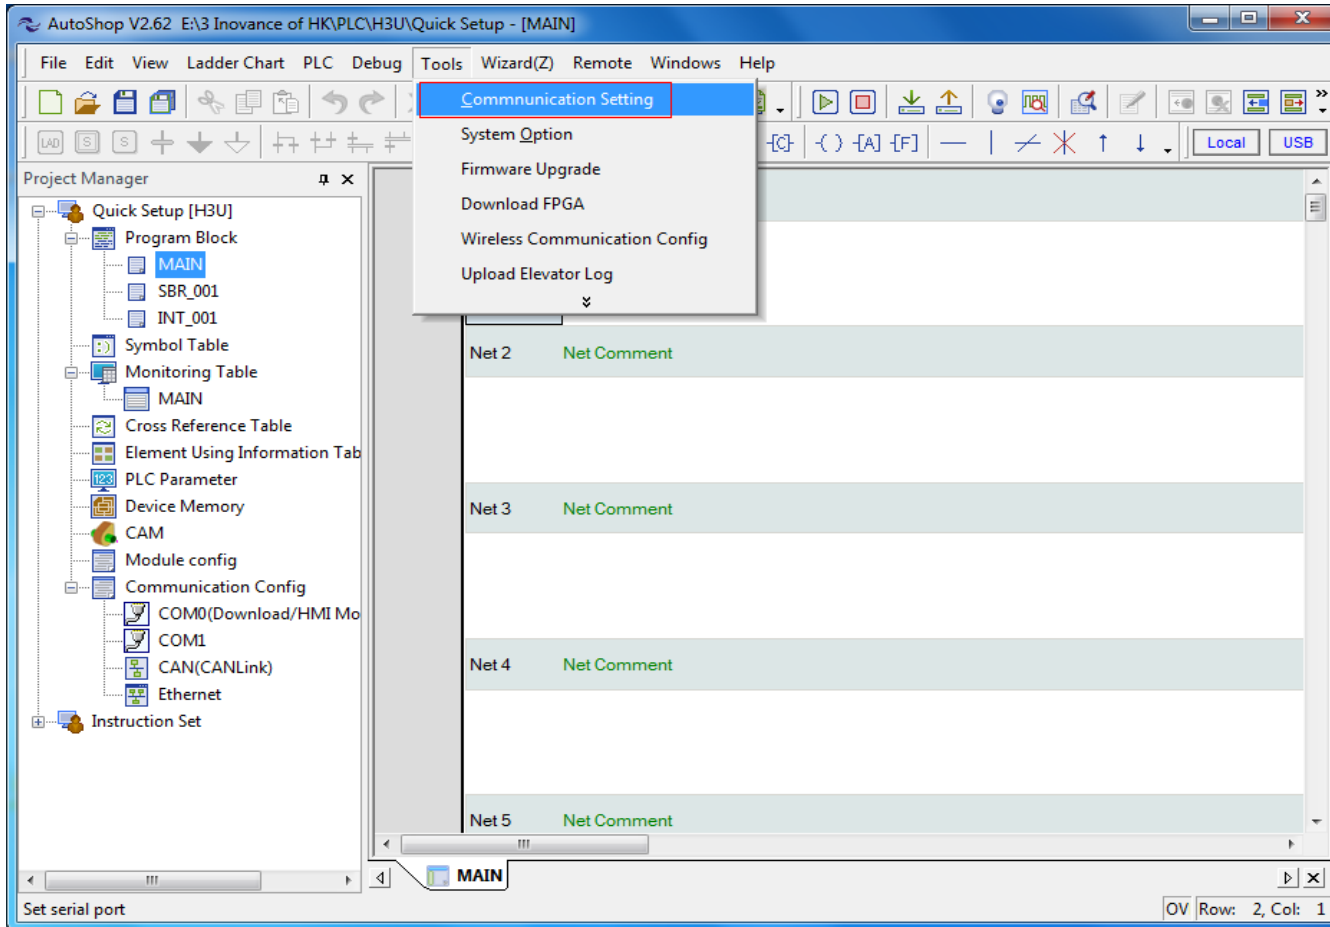 AutoShop V2.62 E:\3 Inovance of HK\PLC\H3U\Quick Setup - [MAIN]
File Edit View Ladder Chart PLC Debug Tools Wizard(Z) Remote Windows Help
Commnunication Setting
System Option
Firmware Upgrade
Download FPGA
Wireless Communication Config
Upload Elevator Log
LAD S S [C] ( ) [A] [F] Local USB
Project Manager
Quick Setup [H3U]
Program Block
MAIN
SBR_001
INT_001
Symbol Table
Monitoring Table
MAIN
Cross Reference Table
Element Using Information Tab
123 PLC Parameter
Device Memory
CAM
Module config
Communication Config
COM0(Download/HMI Mo
COM1
CAN(CANLink)
Ethernet
Instruction Set
Net 2 Net Comment
Net 3 Net Comment
Net 4 Net Comment
Net 5 Net Comment
MAIN
Set serial port
OV Row: 2, Col: 1